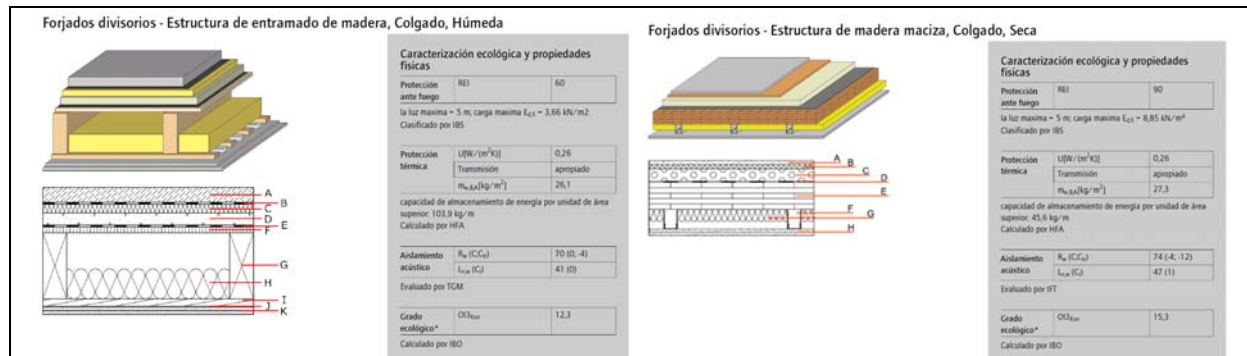 Forjados divisorios - Estructura de entramado de madera, Colgado, Húmeda
A
B
C
D
E
F
G
H
I
J
K
Caracterización ecológica y propiedades
físicas
Protección ante fuego REI 60
la luz maxima = 5 m; carga maxima Ed,fi = 3,66 kN/m2
Clasificado por IBS
Protección térmica U[W/(m²K)] 0,26
Transmisión apropiado
mw,B,A[kg/m²] 26,1
capacidad de almacenamiento de energía por unidad de área
superior: 103,9 kg/m
Calculado por HFA
Aislamiento acústico Rw (C;Ctr) 70 (0; -4)
Ln,w (Ci) 41 (0)
Evaluado por TGM
Grado ecológico* OI3Kon 12,3
Calculado por IBO
Forjados divisorios - Estructura de madera maciza, Colgado, Seca
A
B
C
D
E
F
G
H
Caracterización ecológica y propiedades
físicas
Protección ante fuego REI 90
la luz maxima = 5 m; carga maxima Ed,fi = 8,85 kN/m²
Clasificado por IBS
Protección térmica U[W/(m²K)] 0,26
Transmisión apropiado
mw,B,A[kg/m²] 27,3
capacidad de almacenamiento de energía por unidad de área
superior: 45,6 kg/m
Calculado por HFA
Aislamiento acústico Rw (C;Ctr) 74 (-4; -12)
Ln,w (Ci) 47 (1)
Evaluado por IFT
Grado ecológico* OI3Kon 15,3
Calculado por IBO